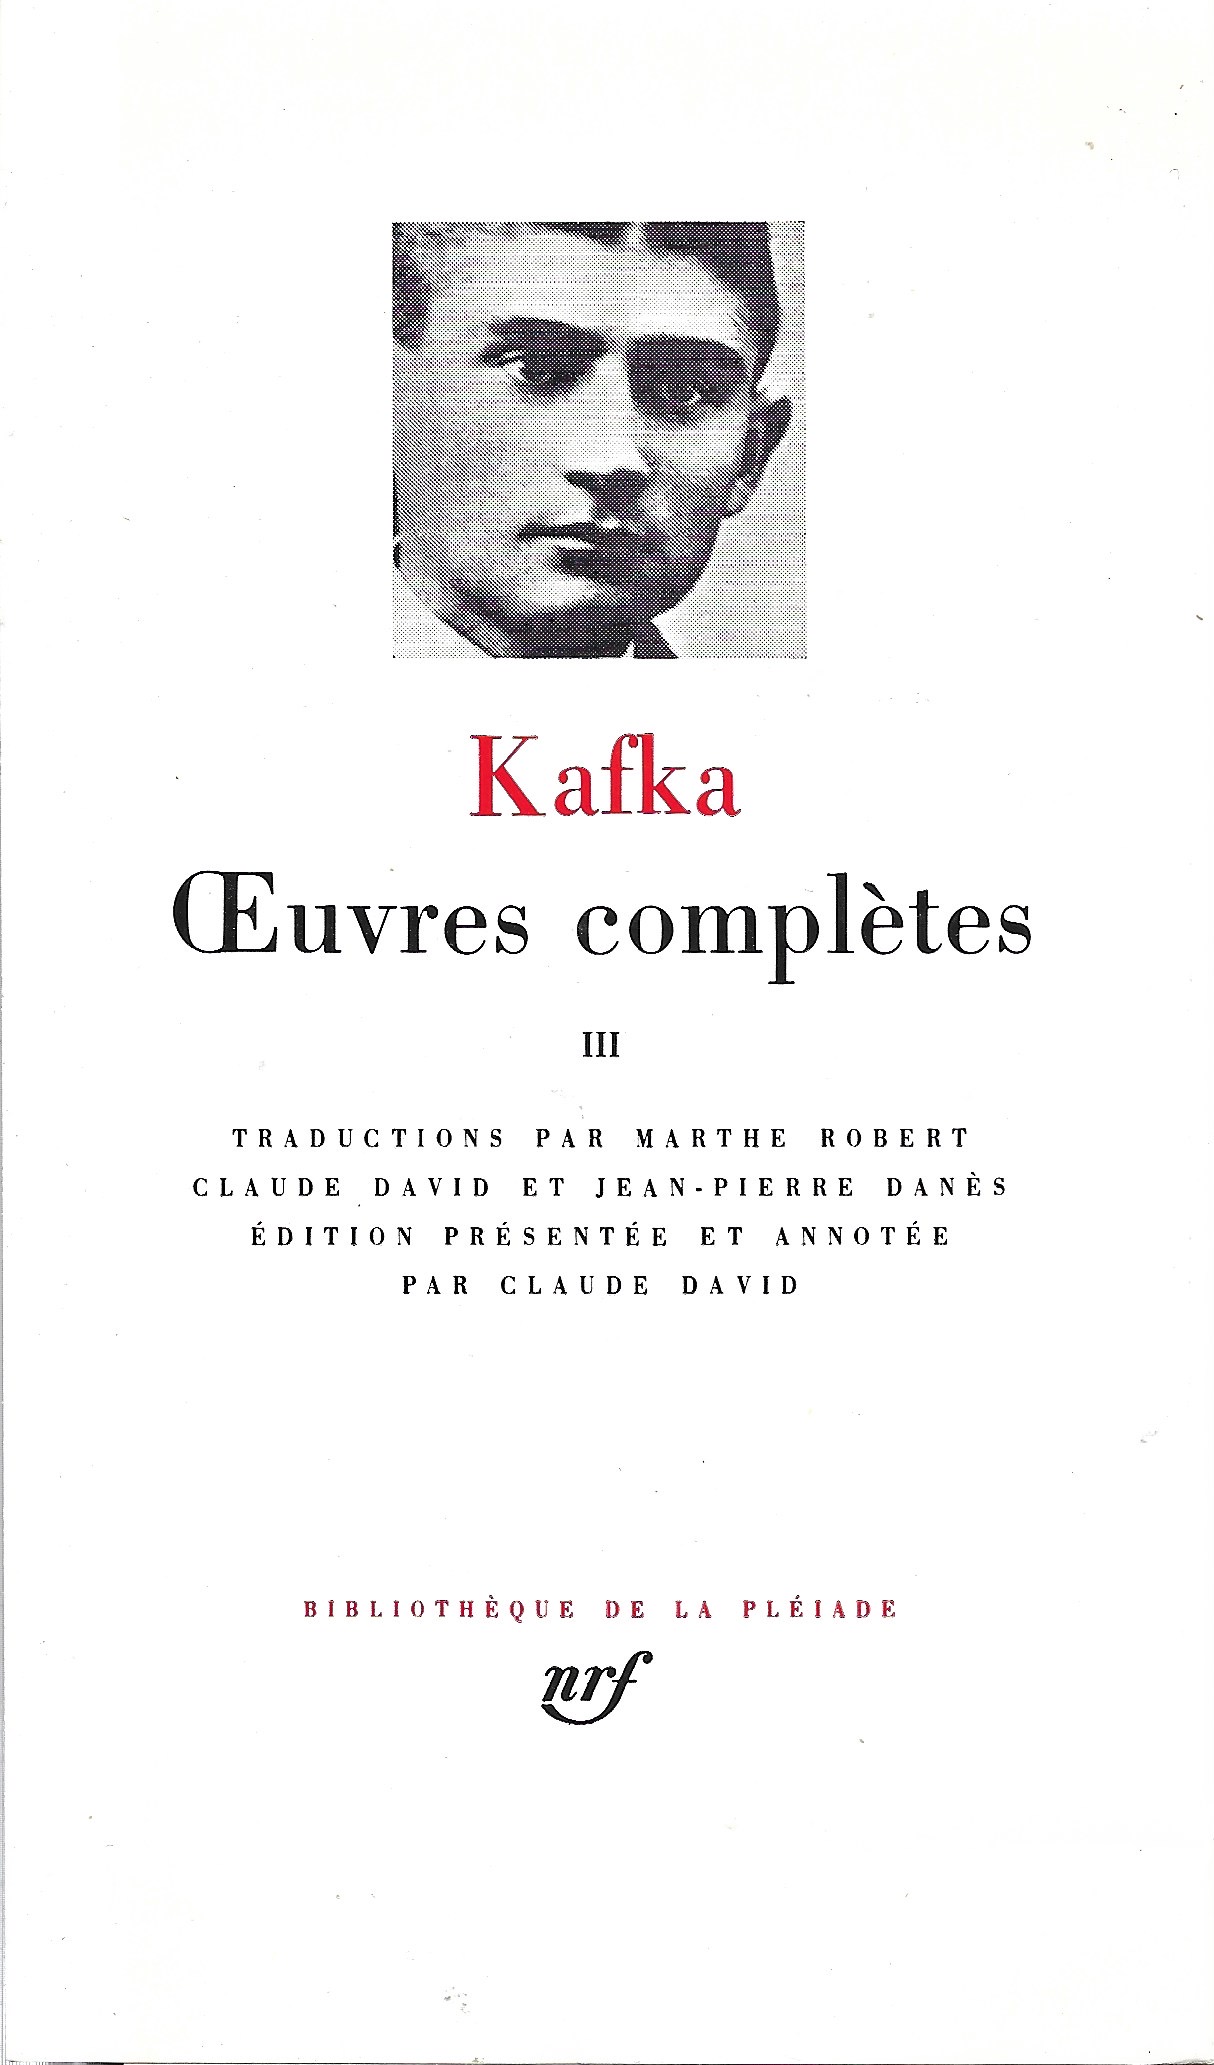 Kafka
Œuvres complètes
III
TRADUCTIONS PAR MARTHE ROBERT
CLAUDE DAVID ET JEAN-PIERRE DANÈS
ÉDITION PRÉSENTÉE ET ANNOTÉE
PAR CLAUDE DAVID
BIBLIOTHÈQUE DE LA PLÉIADE
nrf